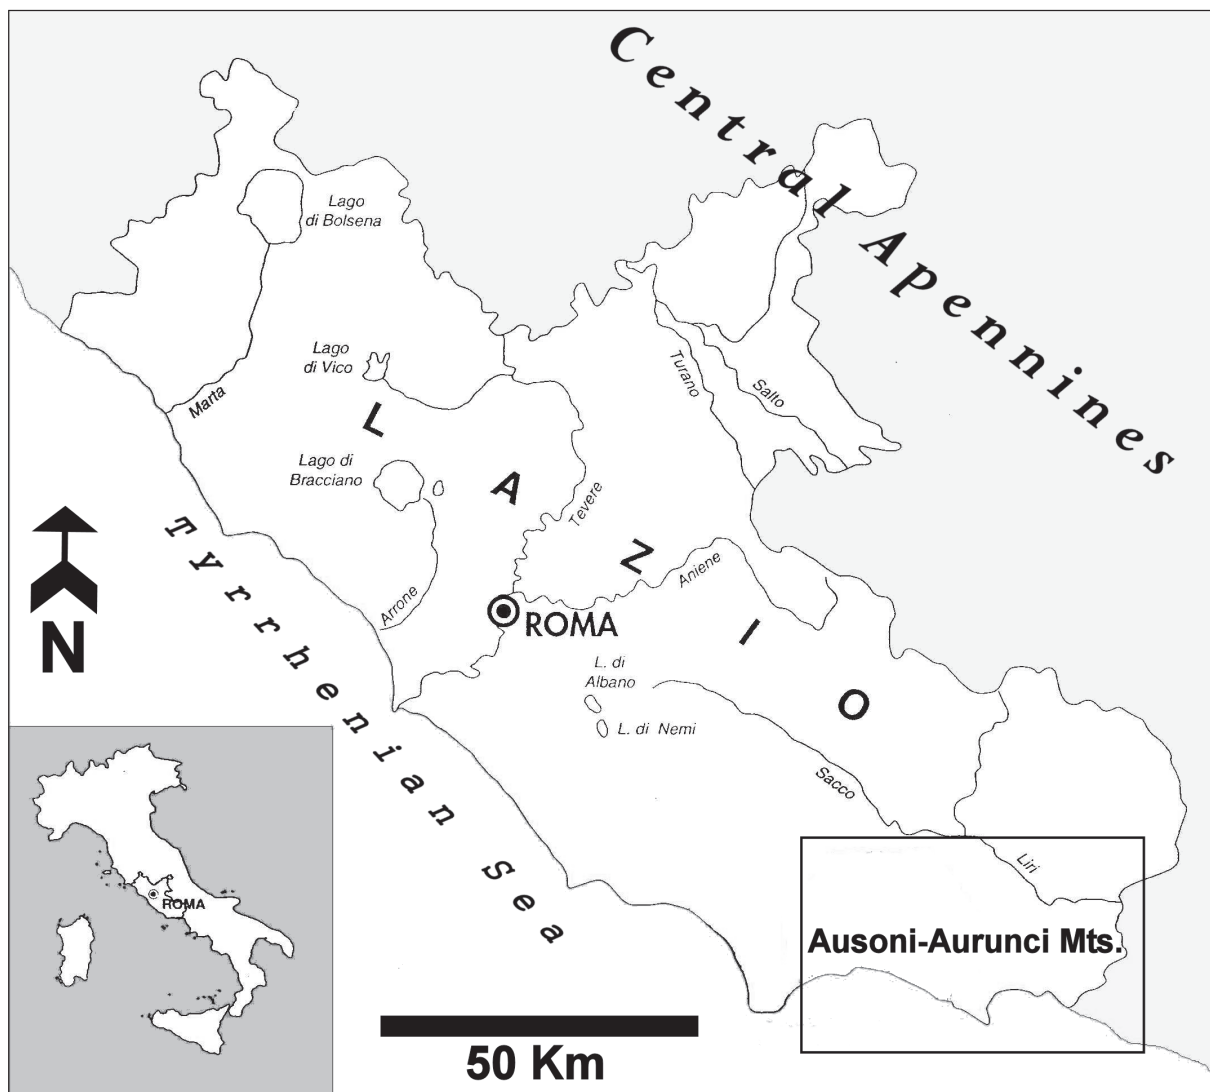 Central Apennines
Lago
di Bolsena
Lago
di Vico
Marta
Turano
Salto
L A Z I O
Lago di
Bracciano
Tevere
Tyrrhenian Sea
Aniene
Arrone
ROMA
N
L. di
Albano
L. di Nemi
Sacco
Liri
ROMA
Ausoni-Aurunci Mts.
50 Km